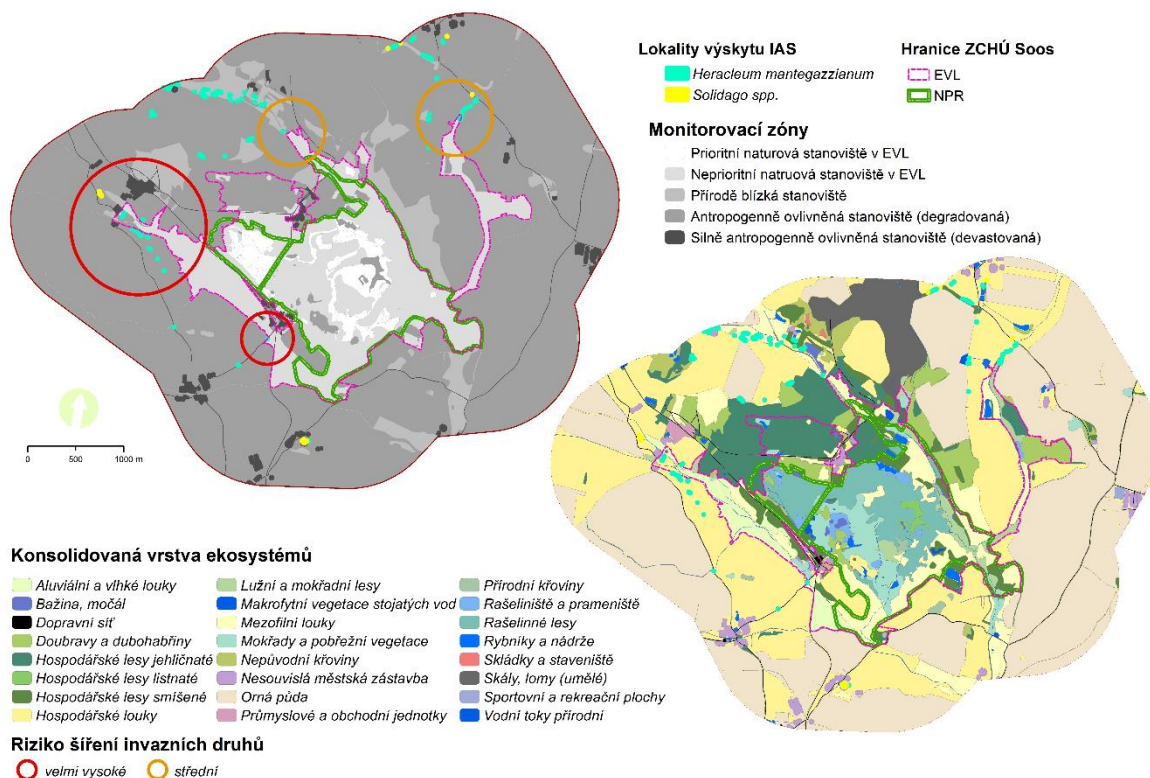 Lokality výskytu IAS
Heracleum mantegazzianum
Solidago spp.
Hranice ZCHÚ Soos
EVL
NPR
Monitorovací zóny
Prioritní naturová stanoviště v EVL
Neprioritní natruová stanoviště v EVL
Přírodě blízká stanoviště
Antropogenně ovlivněná stanoviště (degradovaná)
Silně antropogenně ovlivněná stanoviště (devastovaná)
0 500 1000 m
Konsolidovaná vrstva ekosystémů
Aluviální a vlhké louky
Bažina, močál
Dopravní síť
Doubravy a dubohabřiny
Hospodářské lesy jehličnaté
Hospodářské lesy listnaté
Hospodářské lesy smíšené
Hospodářské louky
Lužní a mokřadní lesy
Makrofytní vegetace stojatých vod
Mezofilní louky
Mokřady a pobřežní vegetace
Nepůvodní křoviny
Nesouvislá městská zástavba
Orná půda
Průmyslové a obchodní jednotky
Přírodní křoviny
Rašeliniště a prameniště
Rašelinné lesy
Rybníky a nádrže
Skládky a staveniště
Skály, lomy (umělé)
Sportovní a rekreační plochy
Vodní toky přírodní
Riziko šíření invazních druhů
velmi vysoké
střední